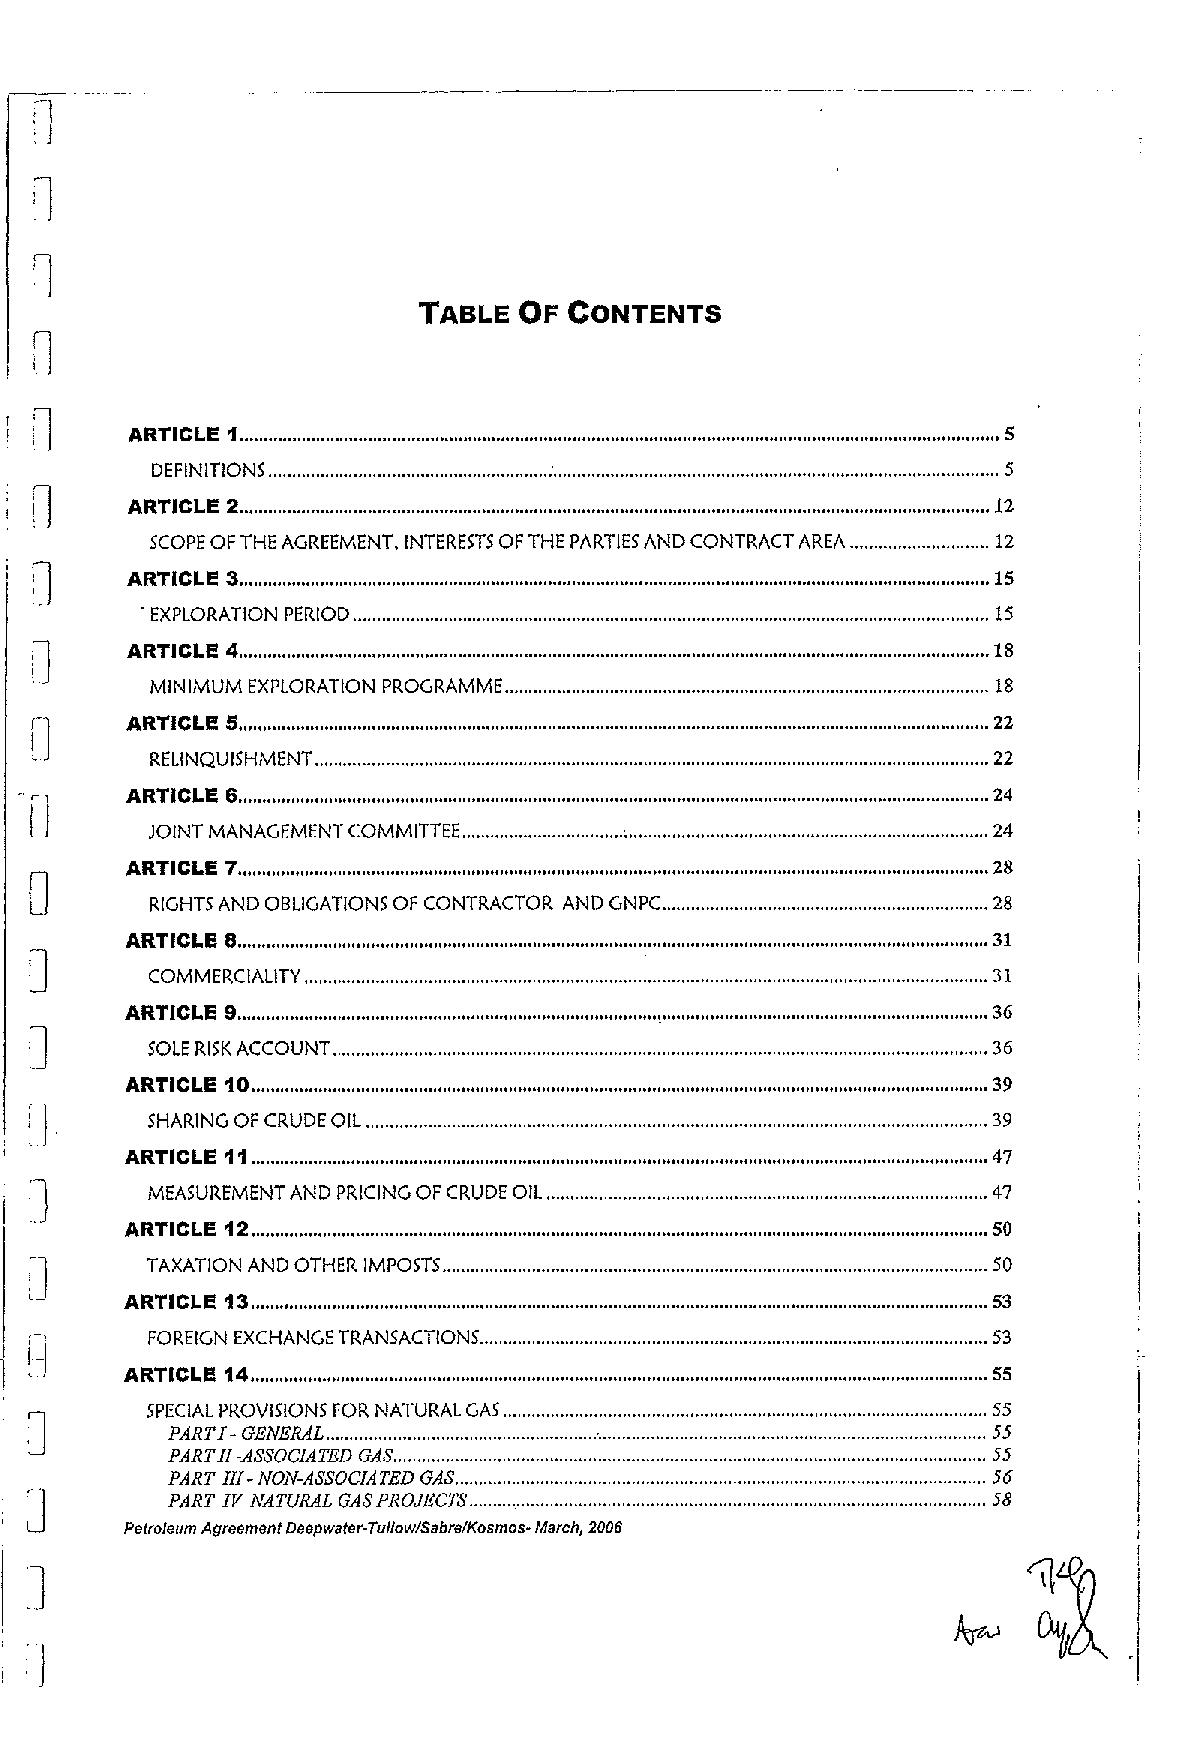 TABLE OF CONTENTS
ARTICLE 1 5
DEFINITIONS 5
ARTICLE 2 12
SCOPE OF THE AGREEMENT, INTERESTS OF THE PARTIES AND CONTRACT AREA 12
ARTICLE 3 15
EXPLORATION PERIOD 15
ARTICLE 4 18
MINIMUM EXPLORATION PROGRAMME 18
ARTICLE 5 22
RELINQUISHMENT 22
ARTICLE 6 24
JOINT MANAGEMENT COMMITTEE 24
ARTICLE 7 28
RIGHTS AND OBLIGATIONS OF CONTRACTOR AND GNPC 28
ARTICLE 8 31
COMMERCIALITY 31
ARTICLE 9 36
SOLE RISK ACCOUNT 36
ARTICLE 10 39
SHARING OF CRUDE OIL 39
ARTICLE 11 47
MEASUREMENT AND PRICING OF CRUDE OIL 47
ARTICLE 12 50
TAXATION AND OTHER IMPOSTS 50
ARTICLE 13 53
FOREIGN EXCHANGE TRANSACTIONS 53
ARTICLE 14 55
SPECIAL PROVISIONS FOR NATURAL GAS 55
PART I - GENERAL 55
PART II -ASSOCIATED GAS 55
PART III - NON-ASSOCIATED GAS 56
PART IV NATURAL GAS PROJECTS 58
Petroleum Agreement Deepwater-Tullow/Sabre/Kosmos- March, 2006